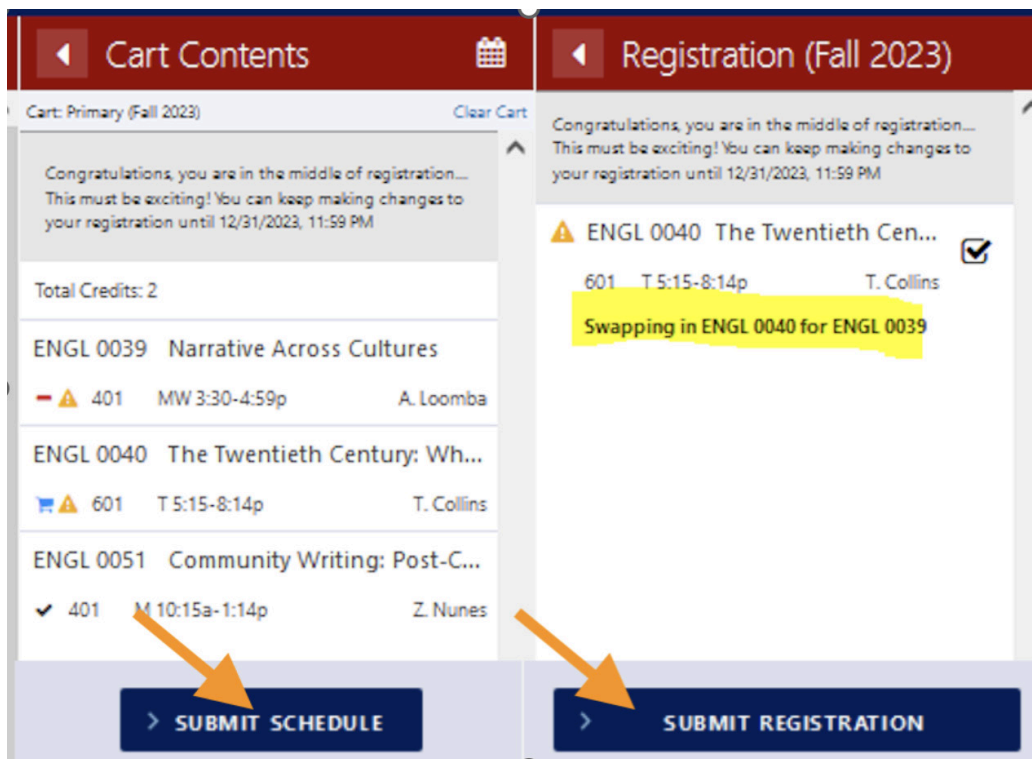 Cart Contents
Cart: Primary (Fall 2023) Clear Cart
Congratulations, you are in the middle of registration....
This must be exciting! You can keep making changes to
your registration until 12/31/2023, 11:59 PM
Total Credits: 2
ENGL 0039 Narrative Across Cultures
401 MW 3:30-4:59p A. Loomba
ENGL 0040 The Twentieth Century: Wh...
601 T 5:15-8:14p T. Collins
ENGL 0051 Community Writing: Post-C...
401 M 10:15a-1:14p Z. Nunes
> SUBMIT SCHEDULE
Registration (Fall 2023)
Congratulations, you are in the middle of registration....
This must be exciting! You can keep making changes to
your registration until 12/31/2023, 11:59 PM
ENGL 0040 The Twentieth Cen...
601 T 5:15-8:14p T. Collins
Swapping in ENGL 0040 for ENGL 0039
> SUBMIT REGISTRATION